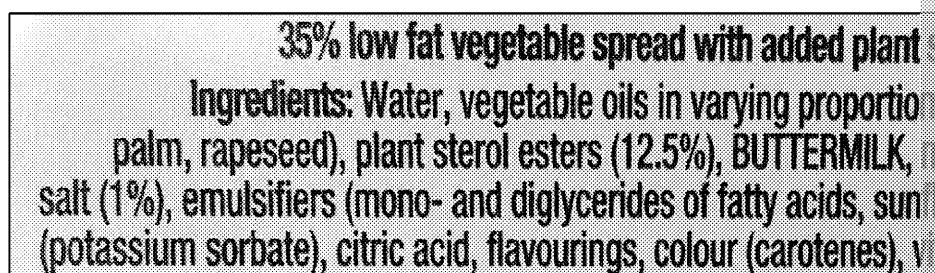 35% low fat vegetable spread with added plant
Ingredients: Water, vegetable oils in varying
palm, rapeseed), plant sterol esters (12.5%), BUTTERMILK,
salt (1%), emulsifiers (mono- and diglycerides of fatty acids,
(potassium sorbate), citric acid, flavourings, colour (carotenes),